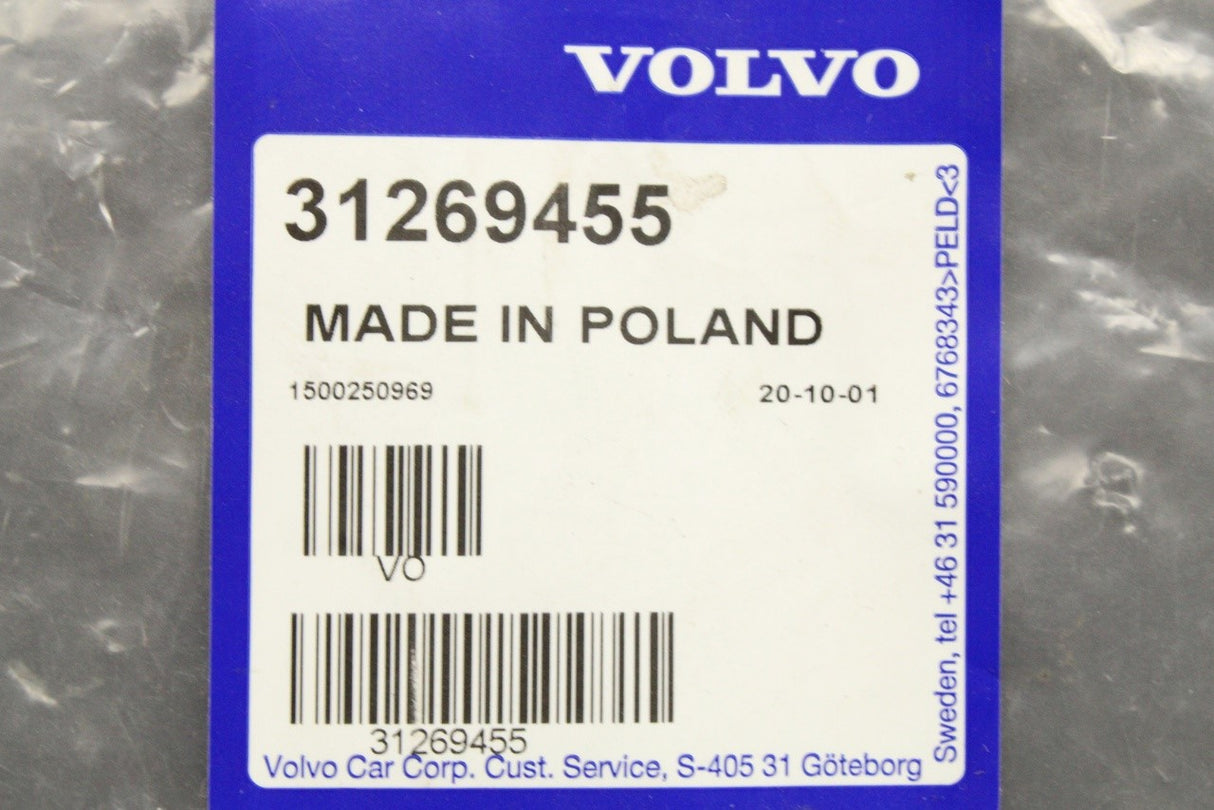 VOLVO
31269455
MADE IN POLAND
1500250969 20-10-01
VO
31269455
Volvo Car Corp. Cust. Service, S-405 31 Göteborg
Sweden, tel +46 31 590000, 6768343>PELD<3